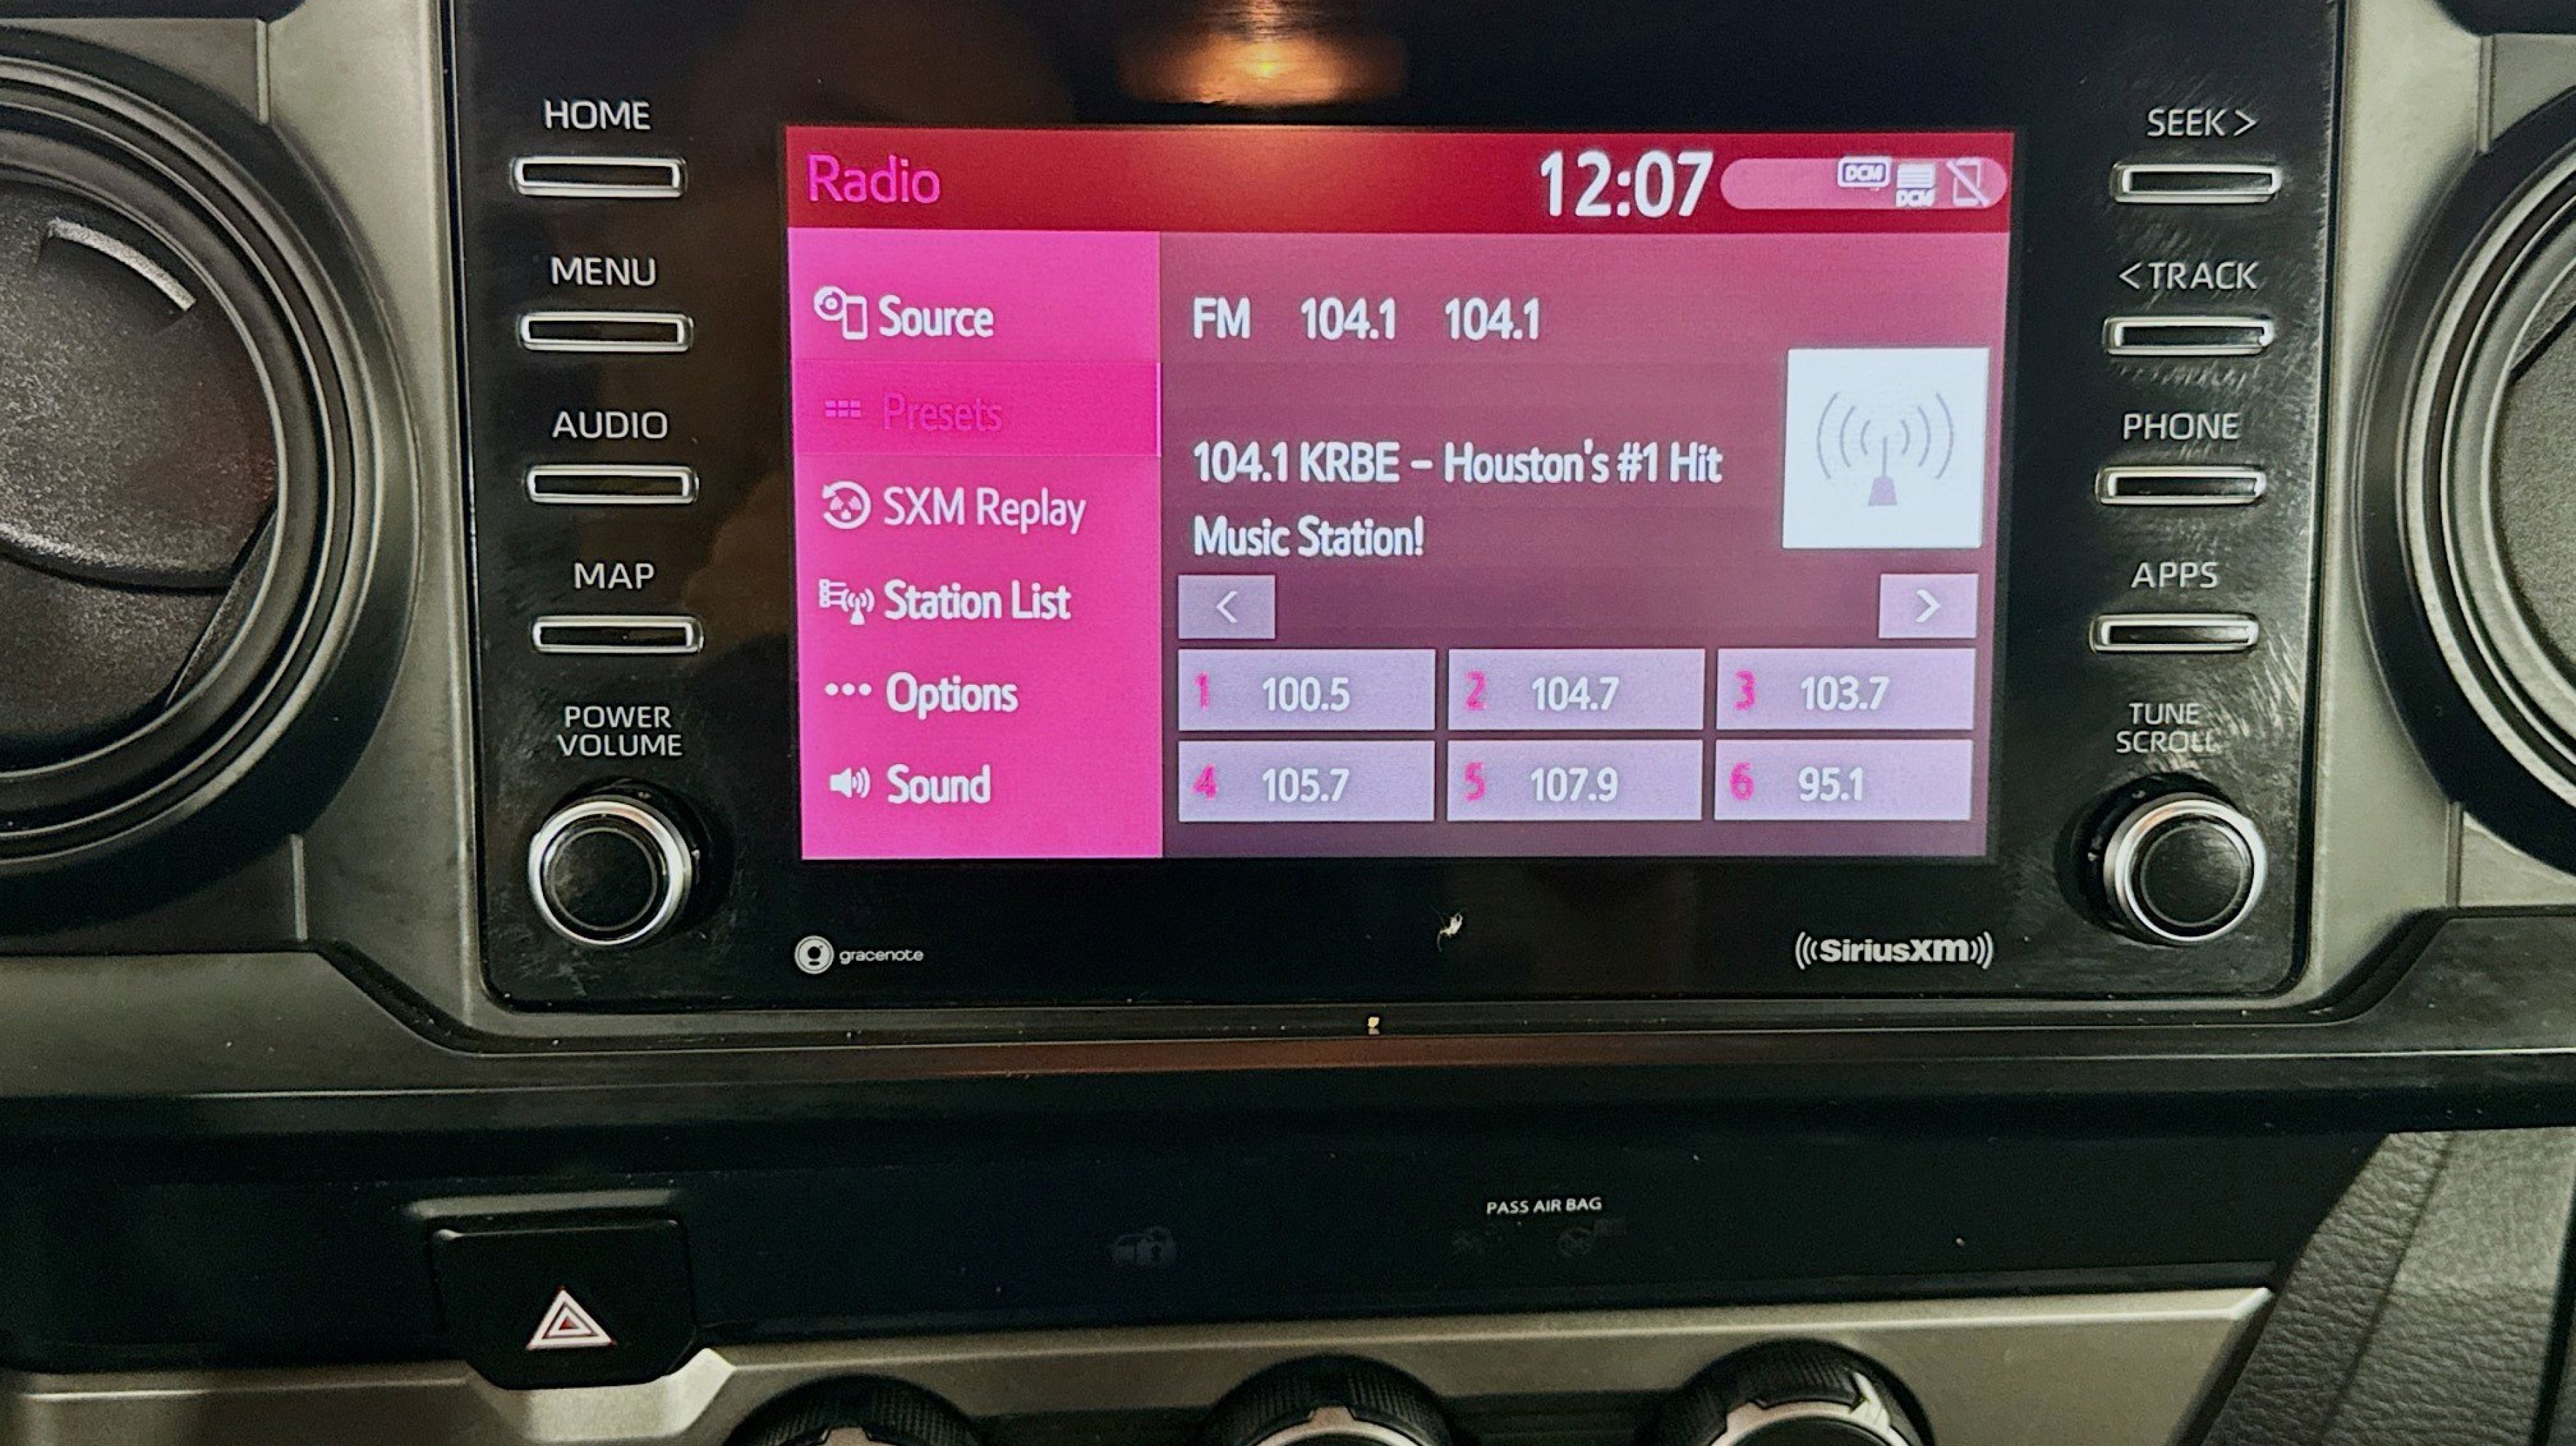 HOME
MENU
AUDIO
MAP
POWER
VOLUME
Radio
12:07
DCM
DCM
Source
Presets
SXM Replay
Station List
Options
Sound
FM 104.1 104.1
104.1 KRBE – Houston's #1 Hit
Music Station!
<
>
1 100.5
2 104.7
3 103.7
4 105.7
5 107.9
6 95.1
SEEK >
< TRACK
PHONE
APPS
TUNE
SCROLL
gracenote
((SiriusXM))
PASS AIR BAG